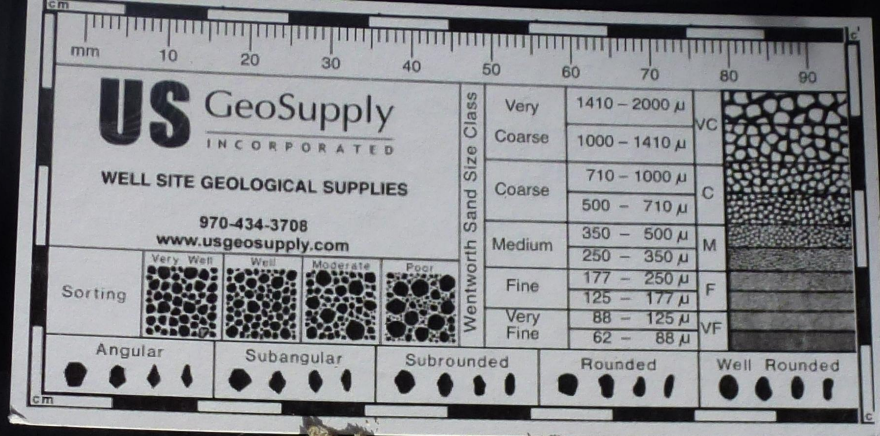 cm c'
mm 10 20 30 40 50 60 70 80 90
US GeoSupply
INCORPORATED
WELL SITE GEOLOGICAL SUPPLIES
970-434-3708
www.usgeosupply.com
Sorting
Very Well Well Moderate Poor
Wentworth Sand Size Class
Very Coarse 1410 – 2000 µ VC
1000 – 1410 µ
Coarse 710 – 1000 µ C
500 – 710 µ
Medium 350 – 500 µ M
250 – 350 µ
Fine 177 – 250 µ F
125 – 177 µ
Very Fine 88 – 125 µ VF
62 – 88 µ
Angular Subangular Subrounded Rounded Well Rounded
cm c